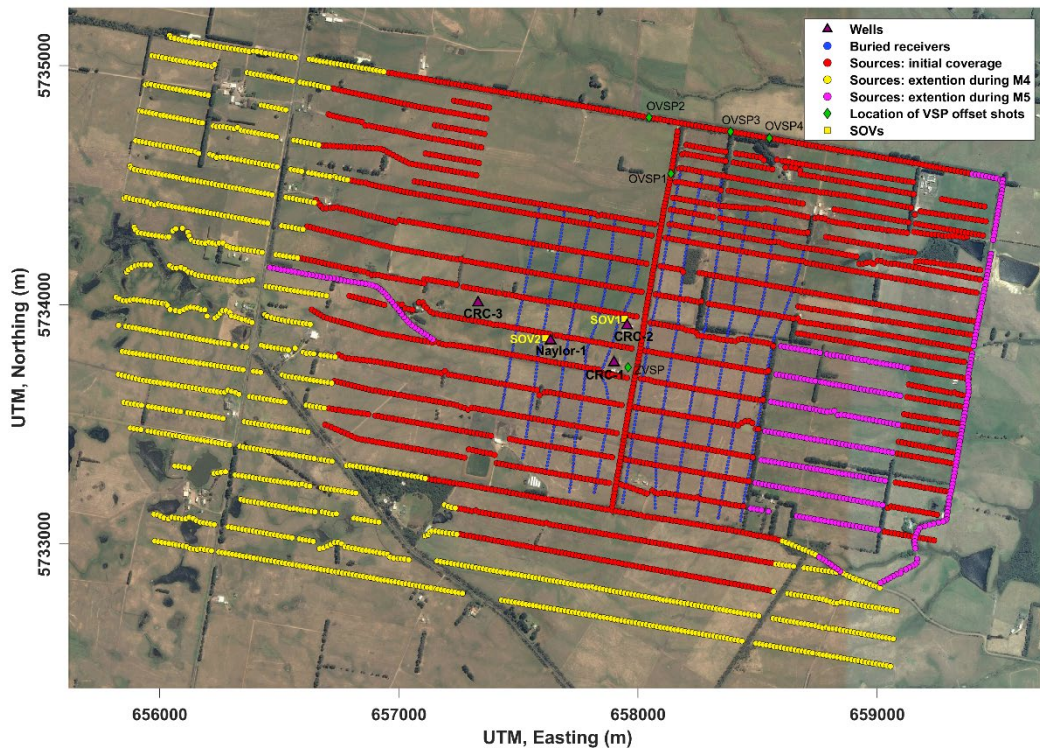 Wells
Buried receivers
Sources: initial coverage
Sources: extention during M4
Sources: extention during M5
Location of VSP offset shots
SOVs
OVSP2
OVSP3
OVSP4
OVSP1
CRC-3
SOV1
CRC-2
SOV2
Naylor-1
CRC-1
ZVSP
5735000
5734000
5733000
UTM, Northing (m)
656000
657000
658000
659000
UTM, Easting (m)